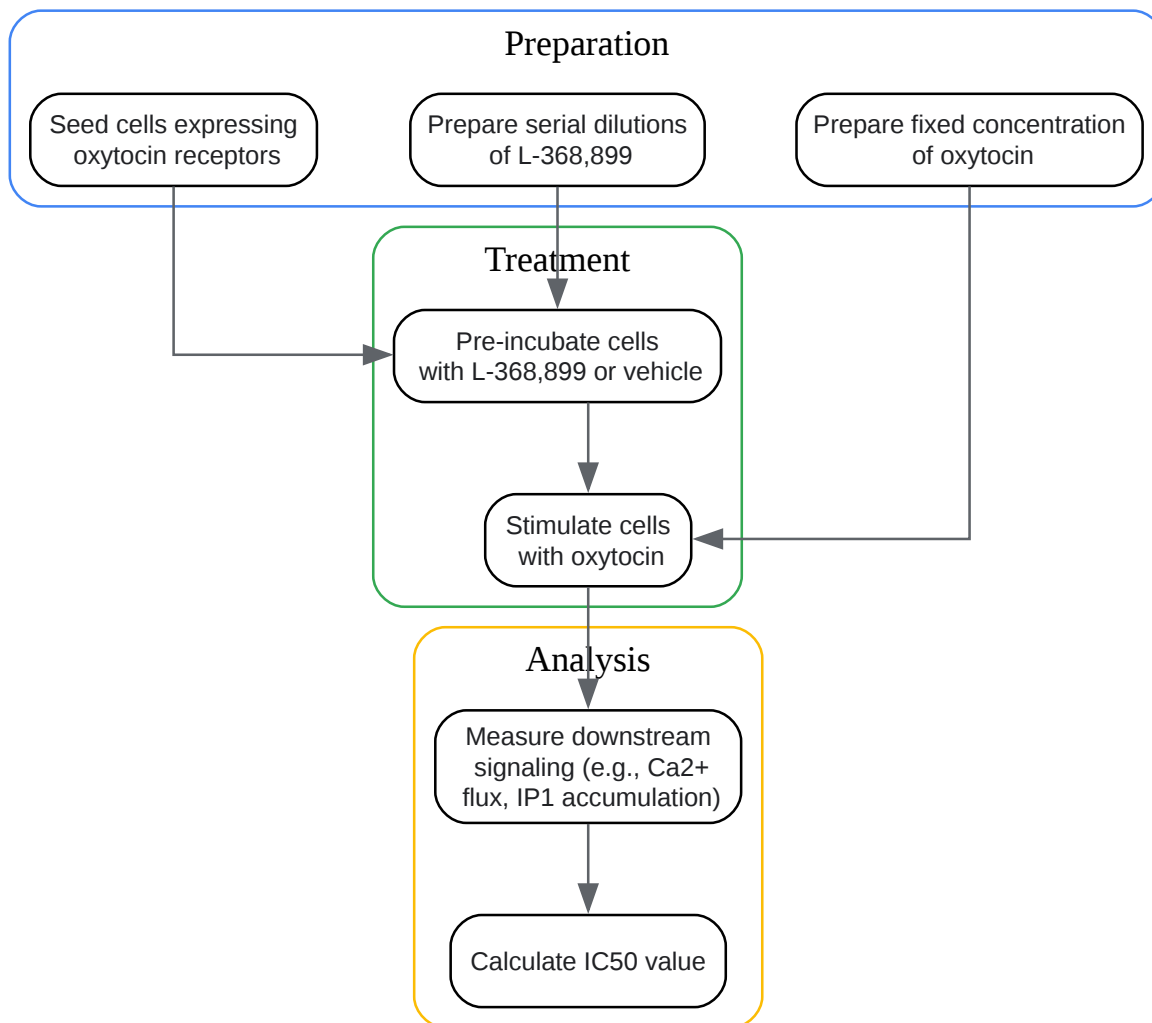 Preparation
Seed cells expressing
oxytocin receptors
Prepare serial dilutions
of L-368,899
Prepare fixed concentration
of oxytocin
Treatment
Pre-incubate cells
with L-368,899 or vehicle
Stimulate cells
with oxytocin
Analysis
Measure downstream
signaling (e.g., Ca2+
flux, IP1 accumulation)
Calculate IC50 value